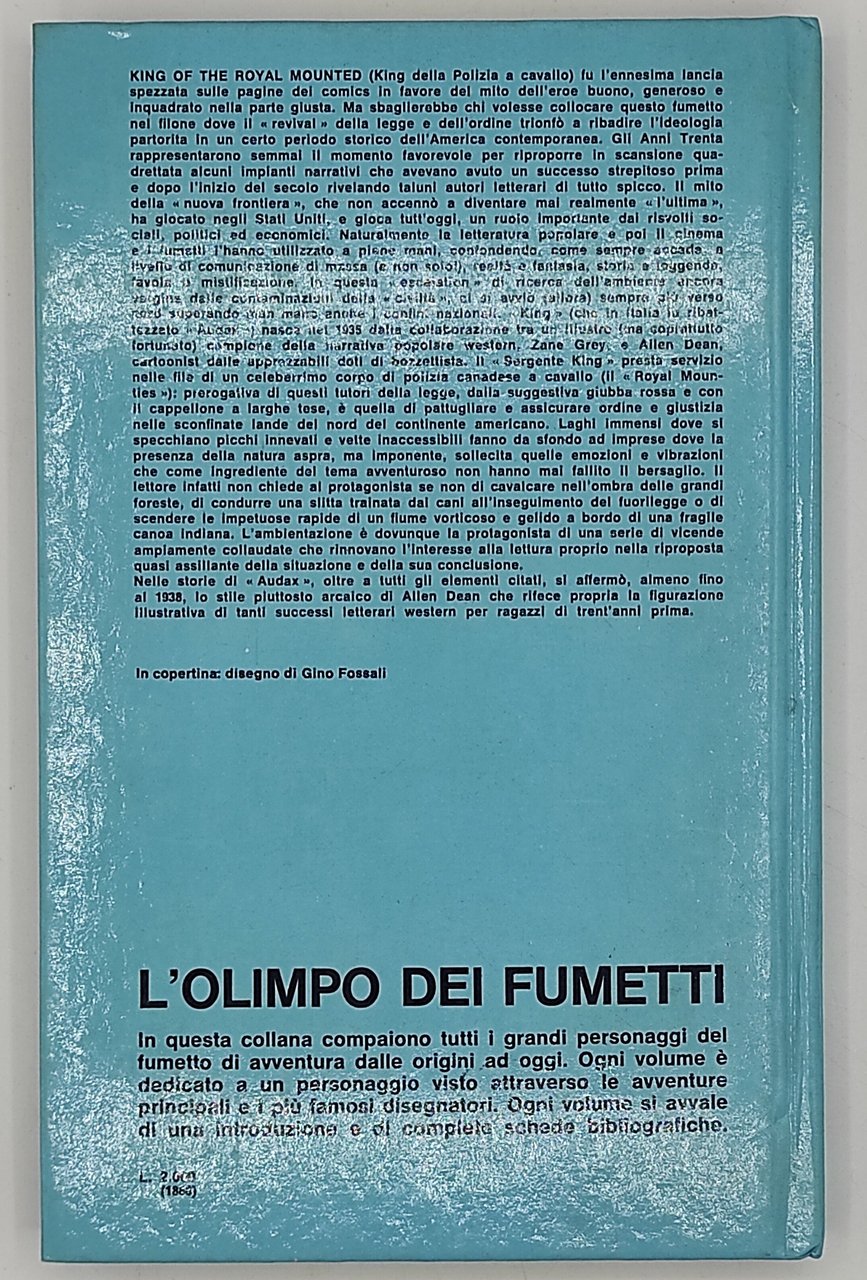 KING OF THE ROYAL MOUNTED (King della Polizia a cavallo) fu l'ennesima lancia
spezzata sulle pagine dei comics in favore del mito dell'eroe buono, generoso e
inquadrato nella parte giusta. Ma sbaglierebbe chi volesse collocare questo fumetto
nel filone dove il « revival » della legge e dell'ordine trionfò a ribadire l'ideologia
partorita in un certo periodo storico dell'America contemporanea. Gli Anni Trenta
rappresentarono semmai il momento favorevole per riproporre in scansione qua-
drettata alcuni impianti narrativi che avevano avuto un successo strepitoso prima
e dopo l'inizio del secolo rivelando taluni autori letterari di tutto spicco. Il mito
della « nuova frontiera », che non accennò a diventare mai realmente « l'ultima »,
ha giocato negli Stati Uniti, e gioca tutt'oggi, un ruolo importante dai risvolti so-
ciali, politici ed economici. Naturalmente la letteratura popolare e poi il cinema
e i fumetti l'hanno utilizzato a piene mani, confondendo, come sempre accade a
livello di comunicazione di massa (e non solo!), realtà e fantasia, storia e leggenda,
favola e mistificazione. In questa « escalation » di ricerca dell'ambiente ancora
vergine dalle contaminazioni della « civiltà », ci si avviò (allora) sempre più verso
nord superando man mano anche i confini nazionali. « King » (che in Italia fu ribat-
tezzato « Audax ») nasce nel 1935 dalla collaborazione tra un illustre (ma soprattutto
fortunato) campione della narrativa popolare western, Zane Grey, e Allen Dean,
cartoonist dalle apprezzabili doti di bozzettista. Il « Sergente King » presta servizio
nelle file di un celeberrimo corpo di polizia canadese a cavallo (il « Royal Moun-
ties »): prerogativa di questi tutori della legge, dalla suggestiva giubba rossa e con
il cappellone a larghe tese, è quella di pattugliare e assicurare ordine e giustizia
nelle sconfinate lande del nord del continente americano. Laghi immensi dove si
specchiano picchi innevati e vette inaccessibili fanno da sfondo ad imprese dove la
presenza della natura aspra, ma imponente, sollecita quelle emozioni e vibrazioni
che come ingrediente del tema avventuroso non hanno mai fallito il bersaglio. Il
lettore infatti non chiede al protagonista se non di cavalcare nell'ombra delle grandi
foreste, di condurre una slitta trainata dai cani all'inseguimento del fuorilegge o di
scendere le impetuose rapide di un fiume vorticoso e gelido a bordo di una fragile
canoa indiana. L'ambientazione è dovunque la protagonista di una serie di vicende
ampiamente collaudate che rinnovano l'interesse alla lettura proprio nella riproposta
quasi assillante della situazione e della sua conclusione.
Nelle storie di « Audax », oltre a tutti gli elementi citati, si affermò, almeno fino
al 1938, lo stile piuttosto arcaico di Allen Dean che rifece propria la figurazione
illustrativa di tanti successi letterari western per ragazzi di trent'anni prima.
In copertina: disegno di Gino Fossali
L'OLIMPO DEI FUMETTI
In questa collana compaiono tutti i grandi personaggi del
fumetto di avventura dalle origini ad oggi. Ogni volume è
dedicato a un personaggio visto attraverso le avventure
principali e i più famosi disegnatori. Ogni volume si avvale
di una introduzione e di complete schede bibliografiche.
L. 2.000